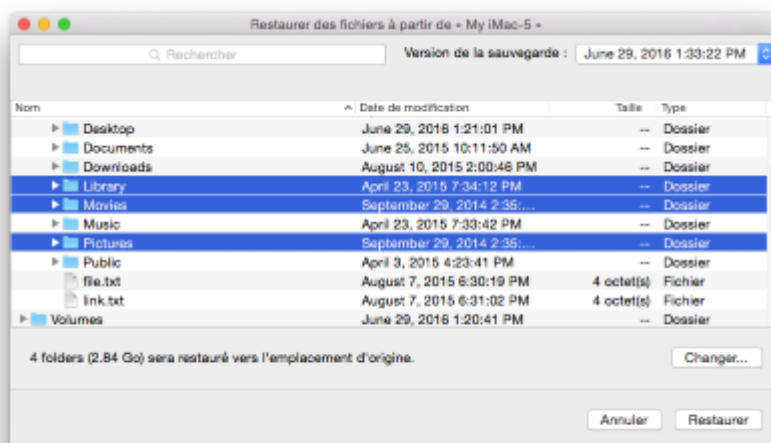 Restaurer des fichiers à partir de « My iMac-5 »
Rechercher
Version de la sauvegarde : June 29, 2016 1:33:22 PM
Nom Date de modification Taille Type
Desktop June 29, 2016 1:21:01 PM -- Dossier
Documents June 25, 2015 10:11:50 AM -- Dossier
Downloads August 10, 2015 2:00:46 PM -- Dossier
Library April 23, 2015 7:34:12 PM -- Dossier
Movies September 29, 2014 2:35:... -- Dossier
Music April 23, 2015 7:33:42 PM -- Dossier
Pictures September 29, 2014 2:35:... -- Dossier
Public April 3, 2015 4:23:41 PM -- Dossier
file.txt August 7, 2015 6:30:19 PM 4 octet(s) Fichier
link.txt August 7, 2015 6:31:02 PM 4 octet(s) Fichier
Volumes June 29, 2016 1:20:41 PM -- Dossier
4 folders (2.84 Go) sera restauré vers l'emplacement d'origine.
Changer...
Annuler Restaurer